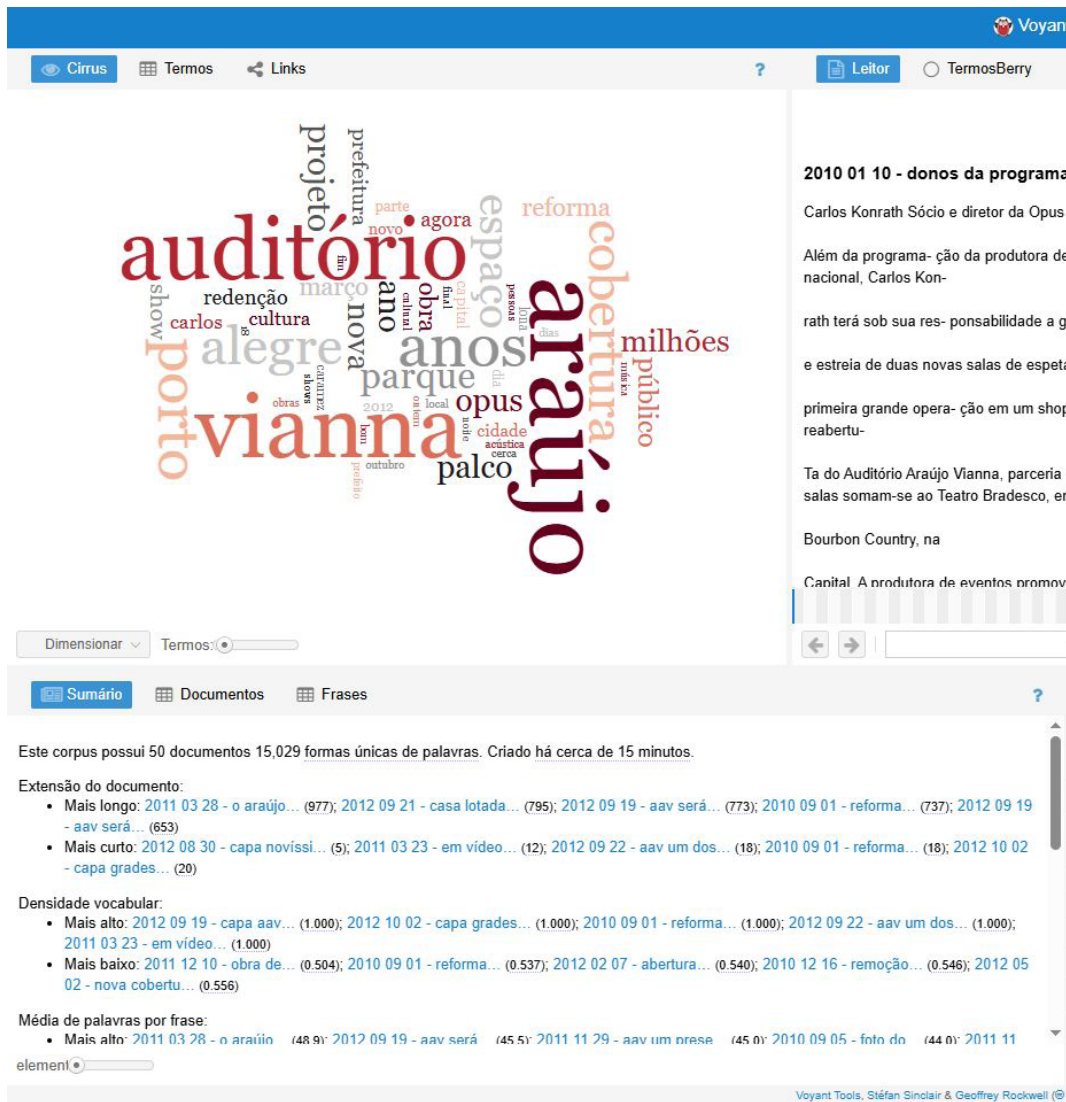 Voyan
Cirrus Termos Links ?
Leitor TermosBerry
projeto
prefeitura
parte
novo
agora
espaço
reforma
cobertura
auditório
fim
março
redenção
show
carlos
cultura
18
ano
cultural
obra
final
capital
pessoas
lona
dias
araújo
milhões
porto
alegre
nova
anos
parque
dia
música
público
caramez
shows
obras
2012
ontem
local
opus
vianna
bom
noite
cidade
acústica
cerca
outubro
palco
prefeito
Dimensionar Termos:
2010 01 10 - donos da programa
Carlos Konrath Sócio e diretor da Opus
Além da programa- ção da produtora de
nacional, Carlos Kon-
rath terá sob sua res- ponsabilidade a g
e estreia de duas novas salas de espeta
primeira grande opera- ção em um shop
reabertu-
Ta do Auditório Araújo Vianna, parceria
salas somam-se ao Teatro Bradesco, er
Bourbon Country, na
Capital. A produtora de eventos promov
Sumário Documentos Frases ?
Este corpus possui 50 documentos 15,029 formas únicas de palavras. Criado há cerca de 15 minutos.
Extensão do documento:
• Mais longo: 2011 03 28 - o araújo… (977); 2012 09 21 - casa lotada… (795); 2012 09 19 - aav será… (773); 2010 09 01 - reforma… (737); 2012 09 19
- aav será… (653)
• Mais curto: 2012 08 30 - capa novíssi… (5); 2011 03 23 - em vídeo… (12); 2012 09 22 - aav um dos… (18); 2010 09 01 - reforma… (18); 2012 10 02
- capa grades… (20)
Densidade vocabular:
• Mais alto: 2012 09 19 - capa aav… (1.000); 2012 10 02 - capa grades… (1.000); 2010 09 01 - reforma… (1.000); 2012 09 22 - aav um dos… (1.000);
2011 03 23 - em vídeo… (1.000)
• Mais baixo: 2011 12 10 - obra de… (0.504); 2010 09 01 - reforma… (0.537); 2012 02 07 - abertura… (0.540); 2010 12 16 - remoção… (0.546); 2012 05
02 - nova cobertu… (0.556)
Média de palavras por frase:
• Mais alto: 2011 03 28 - o araújo… (48.9); 2012 09 19 - aav será… (45.5); 2011 11 29 - aav um prese… (45.0); 2010 09 05 - foto do… (44.0); 2011 11
element
Voyant Tools, Stéfan Sinclair & Geoffrey Rockwell (©